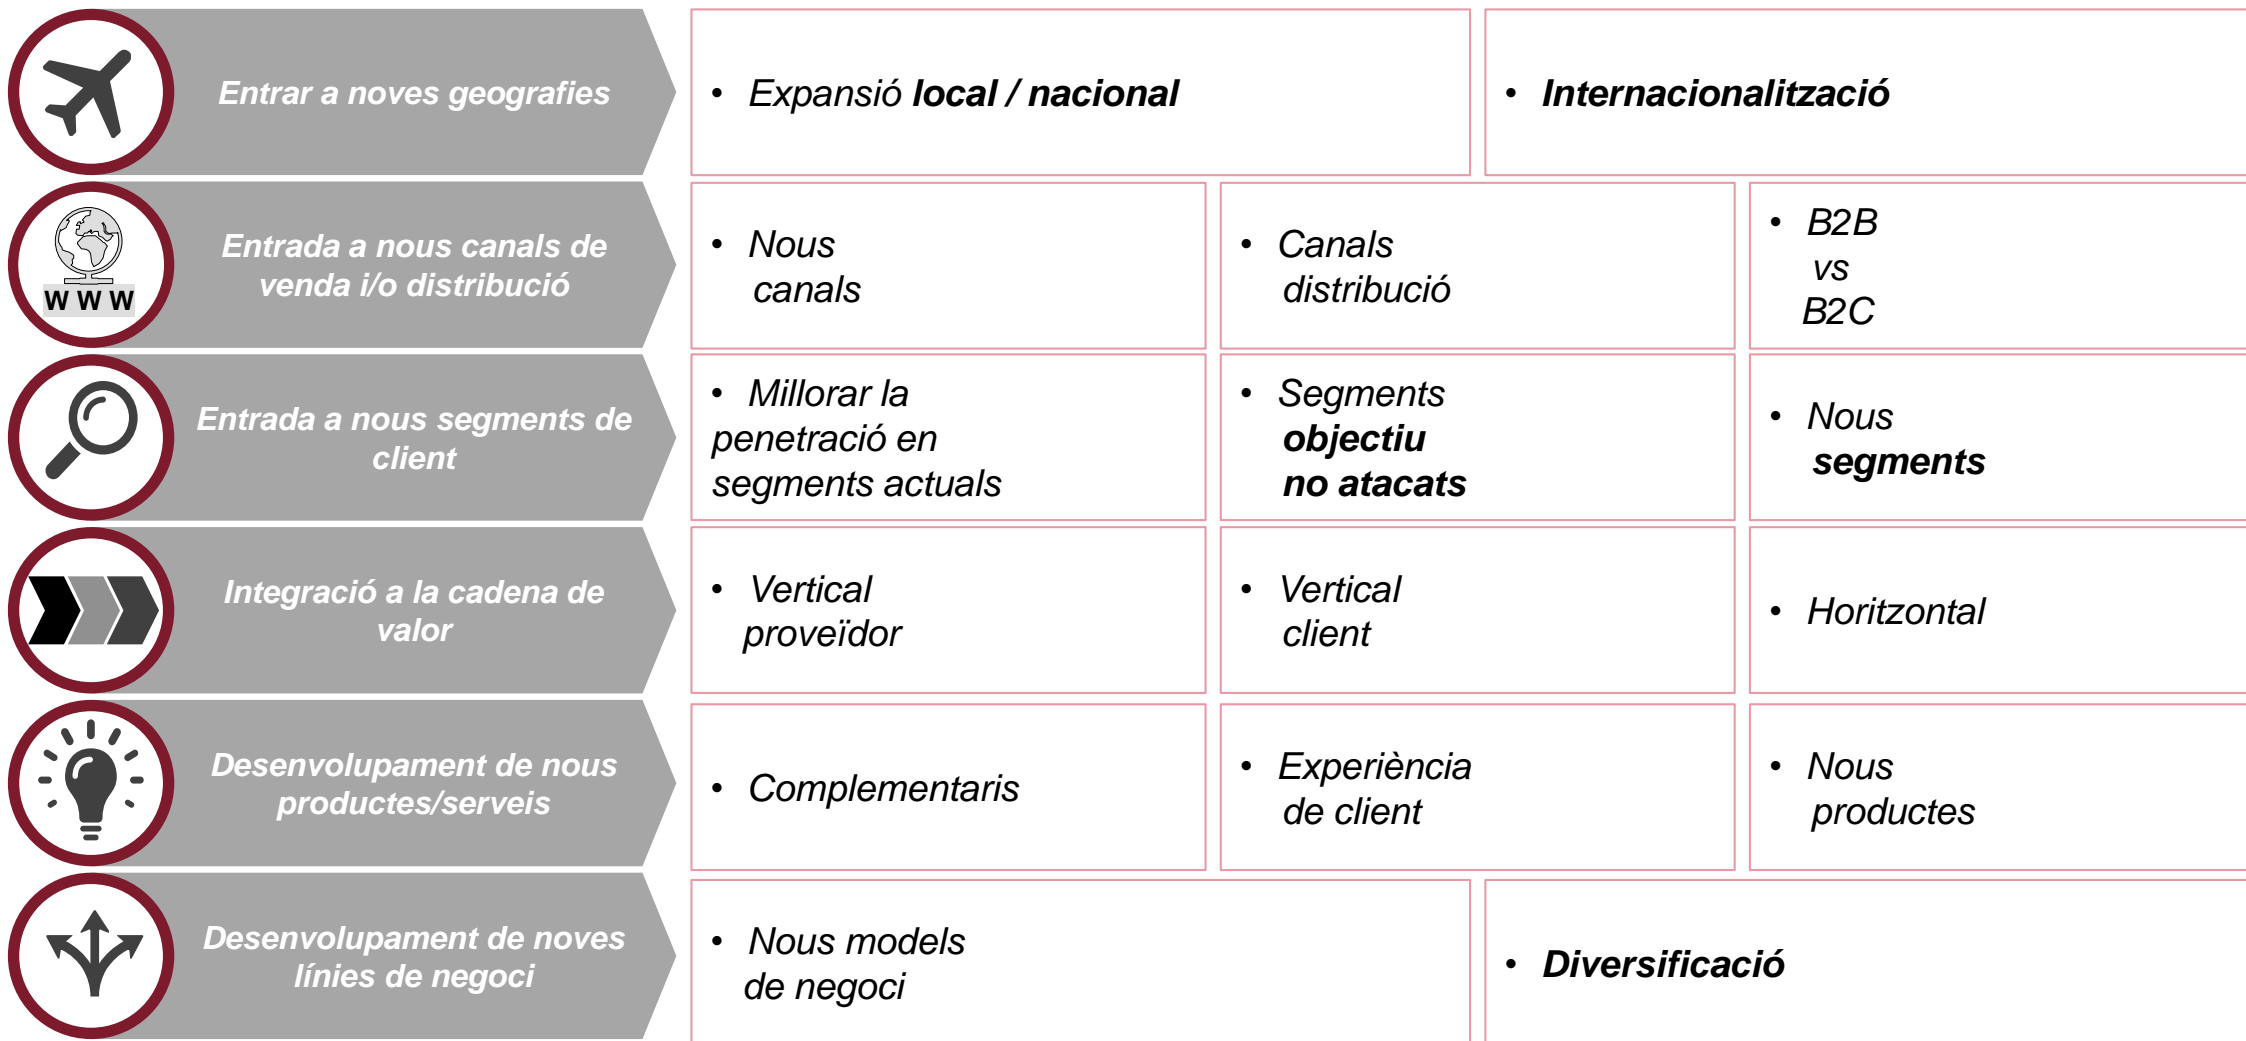 Entrar a noves geografies
• Expansió local / nacional
• Internacionalització
Entrada a nous canals de
venda i/o distribució
WWW
• Nous
canals
• Canals
distribució
• B2B
vs
B2C
Entrada a nous segments de
client
• Millorar la
penetració en
segments actuals
• Segments
objectiu
no atacats
• Nous
segments
Integració a la cadena de
valor
• Vertical
proveïdor
• Vertical
client
• Horitzontal
Desenvolupament de nous
productes/serveis
• Complementaris
• Experiència
de client
• Nous
productes
Desenvolupament de noves
línies de negoci
• Nous models
de negoci
• Diversificació